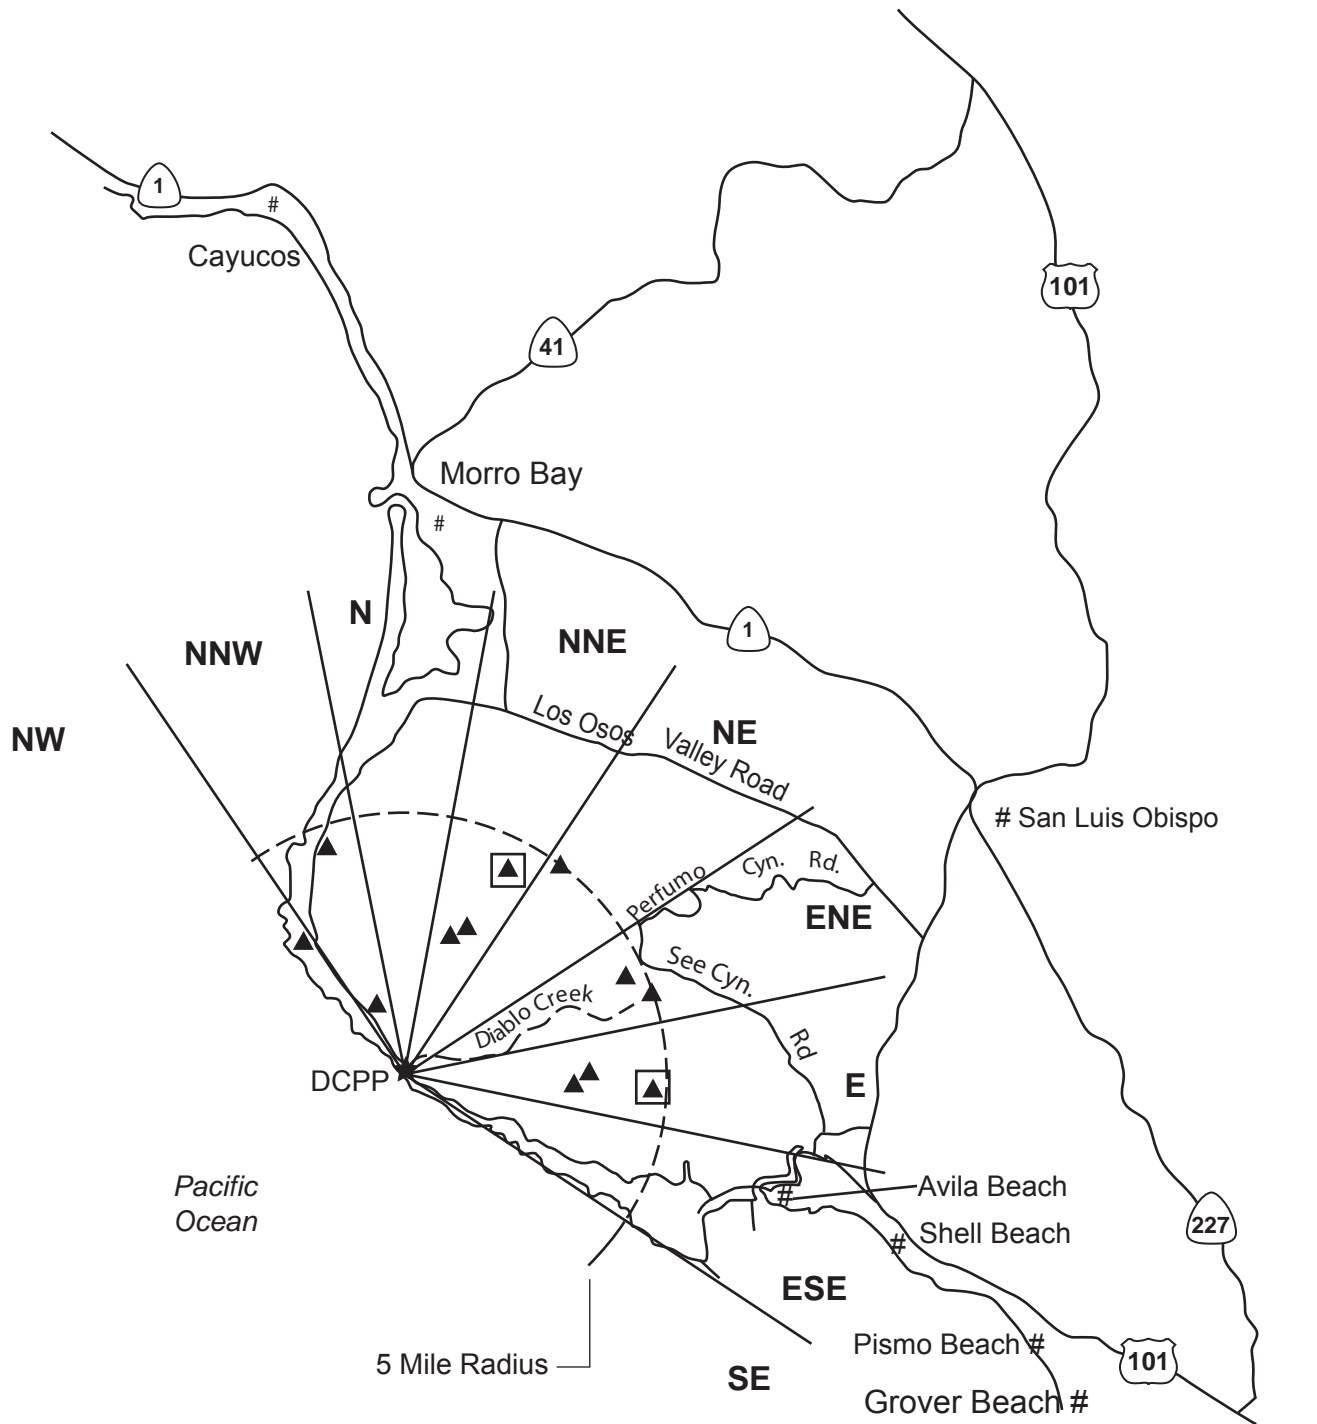 1
#
Cayucos
101
41
Morro Bay
#
N
NNW
NNE
1
NW
Los Osos Valley Road
NE
# San Luis Obispo
Perfumo Cyn. Rd.
ENE
See Cyn. Rd
Diablo Creek
DCPP
E
Pacific
Ocean
Avila Beach
#
227
Shell Beach
#
ESE
Pismo Beach #
5 Mile Radius
101
SE
Grover Beach #